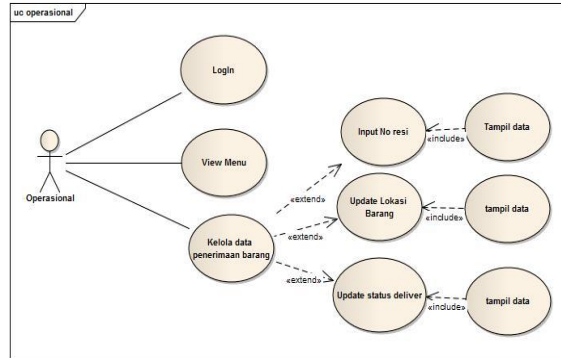 uc operasional
LogIn
Input No resi
Tampil data
«include»
View Menu
Operasional
«extend»
Update Lokasi
Barang
tampil data
«include»
Kelola data
penerimaan barang
«extend»
«extend»
Update status deliver
tampil data
«include»